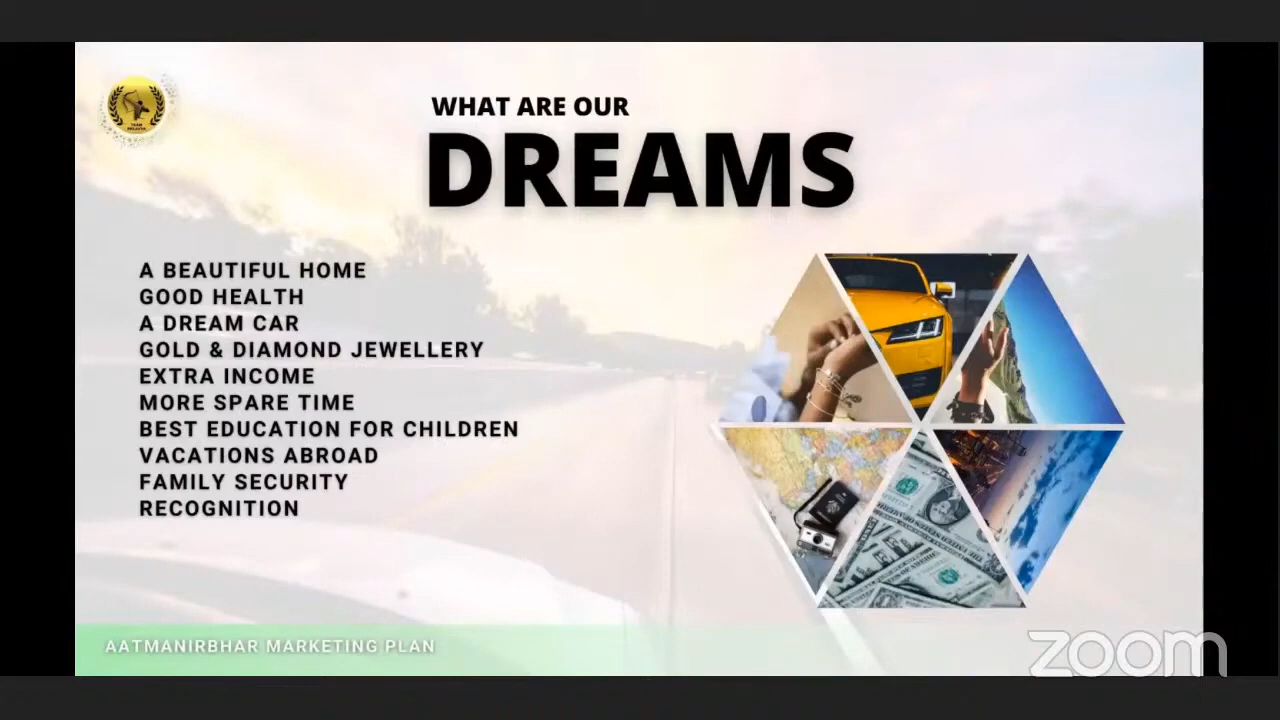 WHAT ARE OUR
DREAMS
A BEAUTIFUL HOME
GOOD HEALTH
A DREAM CAR
GOLD & DIAMOND JEWELLERY
EXTRA INCOME
MORE SPARE TIME
BEST EDUCATION FOR CHILDREN
VACATIONS ABROAD
FAMILY SECURITY
RECOGNITION
AATMANIRBHAR MARKETING PLAN
zoom